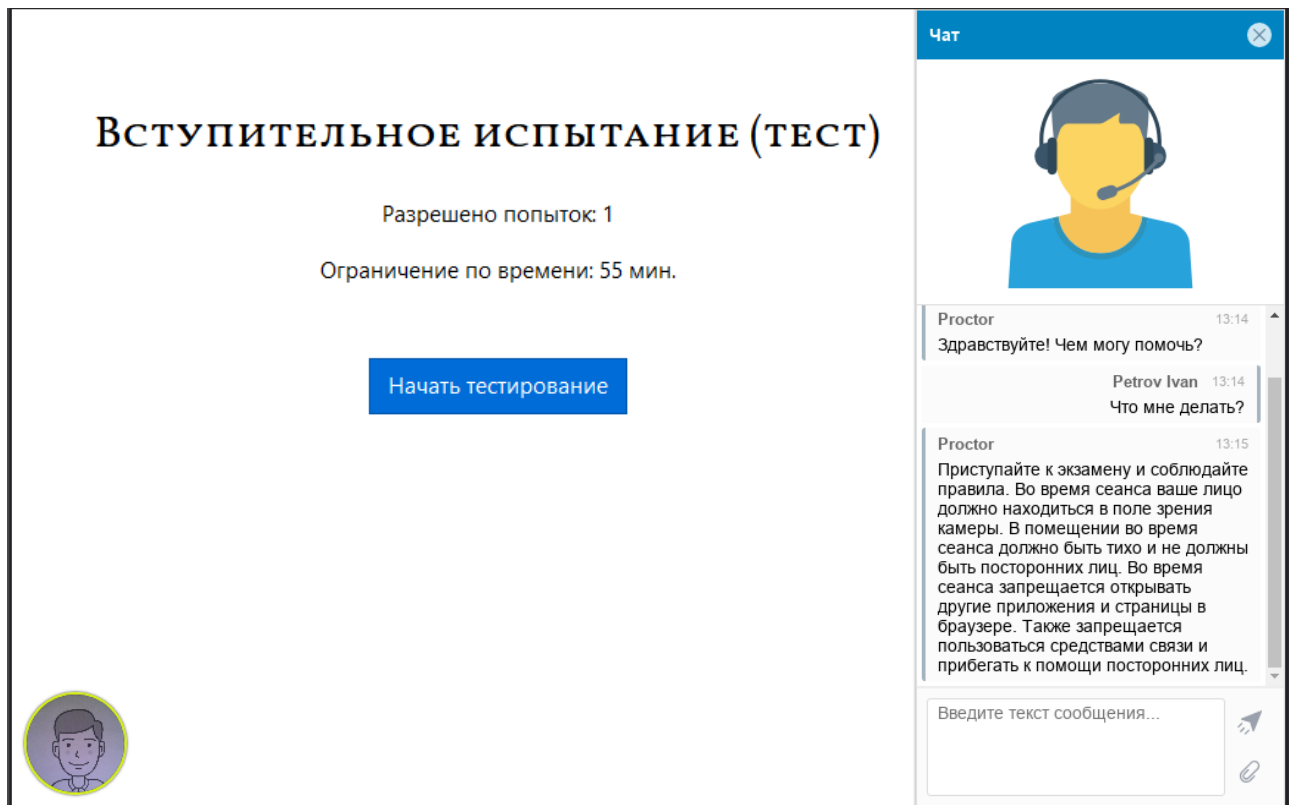 Вступительное испытание (тест)
Разрешено попыток: 1
Ограничение по времени: 55 мин.
Начать тестирование
Чат
Proctor 13:14
Здравствуйте! Чем могу помочь?
Petrov Ivan 13:14
Что мне делать?
Proctor 13:15
Приступайте к экзамену и соблюдайте
правила. Во время сеанса ваше лицо
должно находиться в поле зрения
камеры. В помещении во время
сеанса должно быть тихо и не должны
быть посторонних лиц. Во время
сеанса запрещается открывать
другие приложения и страницы в
браузере. Также запрещается
пользоваться средствами связи и
прибегать к помощи посторонних лиц.
Введите текст сообщения...